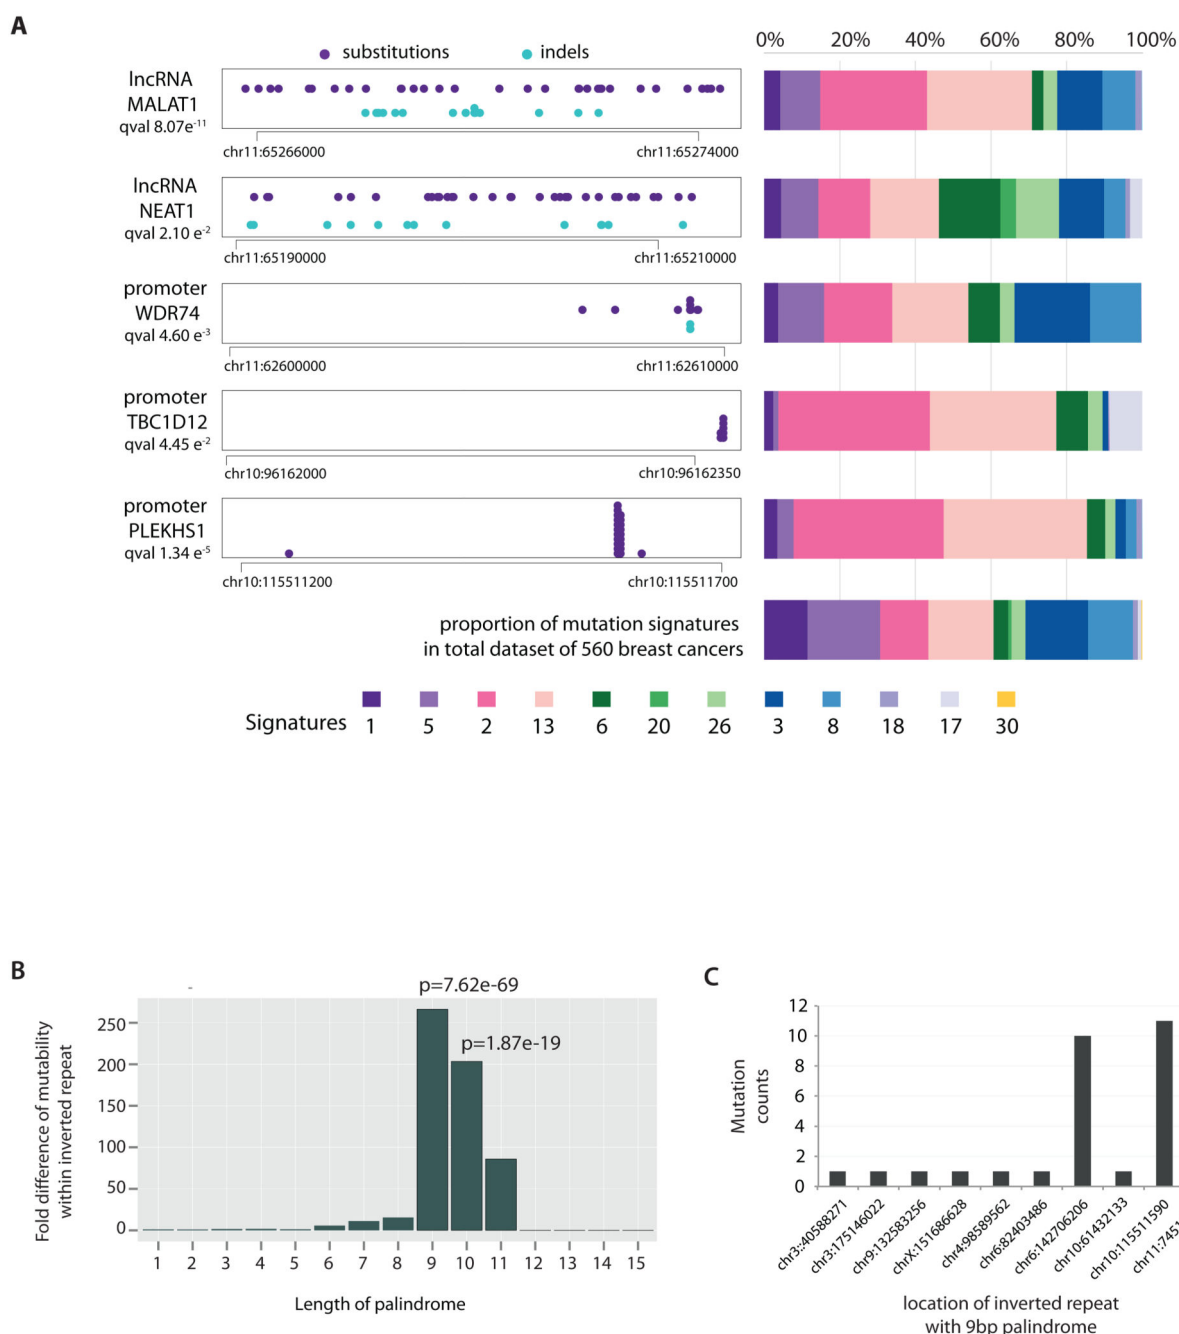 A
substitutions
indels
0% 20% 40% 60% 80% 100%
lncRNA
MALAT1
qval 8.07e-11
chr11:65266000
chr11:65274000
lncRNA
NEAT1
qval 2.10 e-2
chr11:65190000
chr11:65210000
promoter
WDR74
qval 4.60 e-3
chr11:62600000
chr11:62610000
promoter
TBC1D12
qval 4.45 e-2
chr10:96162000
chr10:96162350
promoter
PLEKHS1
qval 1.34 e-5
chr10:115511200
chr10:115511700
proportion of mutation signatures
in total dataset of 560 breast cancers
Signatures 1 5 2 13 6 20 26 3 8 18 17 30
B
p=7.62e-69
p=1.87e-19
Fold difference of mutability
within inverted repeat
250
200
150
100
50
0
1 2 3 4 5 6 7 8 9 10 11 12 13 14 15
Length of palindrome
C
Mutation
counts
12
10
8
6
4
2
0
chr3::40588271
chr3:175146022
chr9:132583256
chrX:151686628
chr4:98589562
chr6:82403486
chr6:142706206
chr10:61432133
chr10:115511590
chr11:7451
location of inverted repeat
with 9bp palindrome